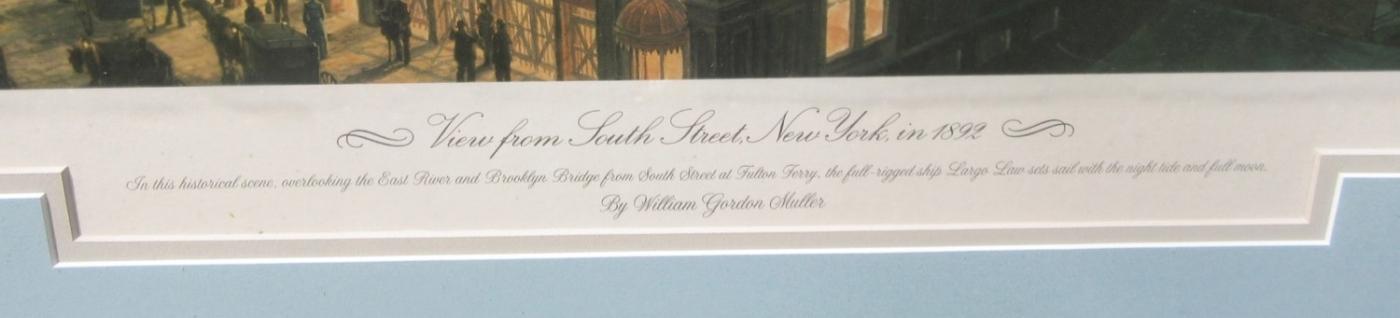 View from South Street, New York, in 1892
In this historical scene, overlooking the East River and Brooklyn Bridge from South Street at Fulton Ferry, the full-rigged ship Largo Law sets sail with the night tide and full moon.
By William Gordon Muller